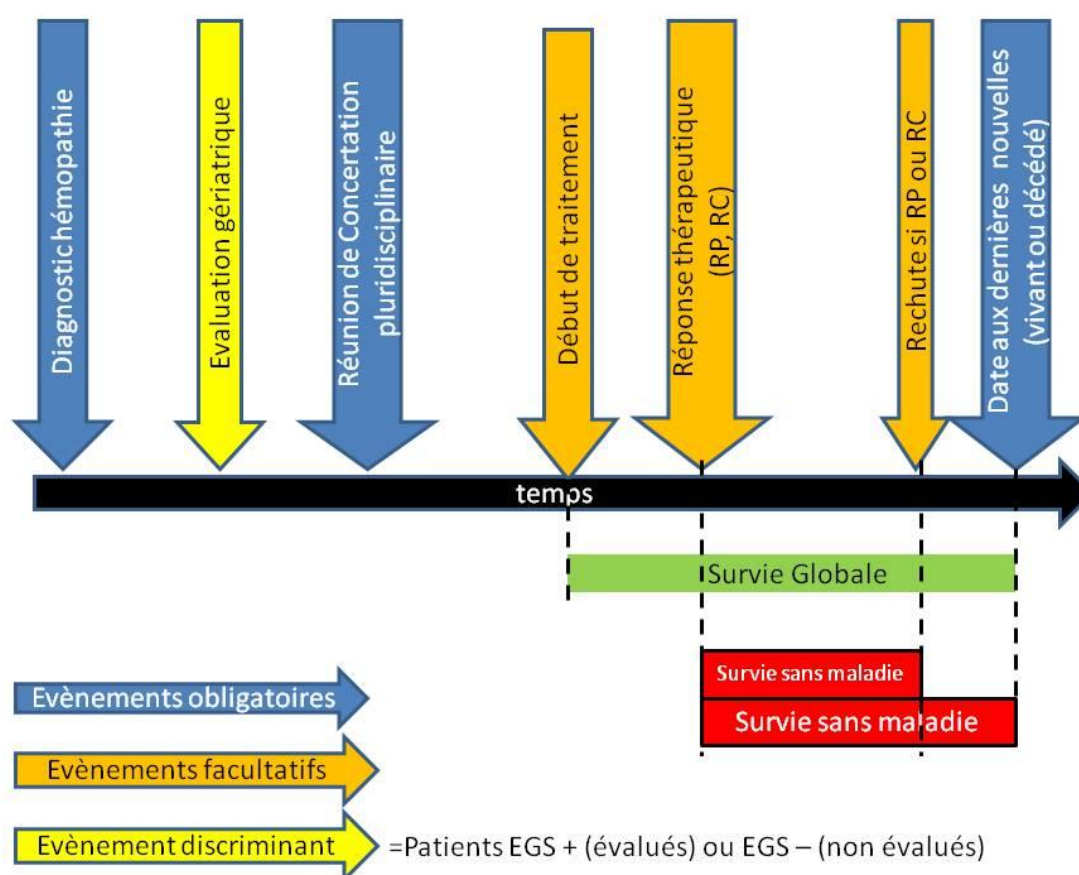 Diagnostic hémopathie
Evaluation gériatrique
Réunion de Concertation
pluridisciplinaire
Début de traitement
Réponse thérapeutique
(RP, RC)
Rechute si RP ou RC
Date aux dernières nouvelles
(vivant ou décédé)
temps
Survie Globale
Survie sans maladie
Survie sans maladie
Evènements obligatoires
Evènements facultatifs
Evènement discriminant
=Patients EGS + (évalués) ou EGS – (non évalués)